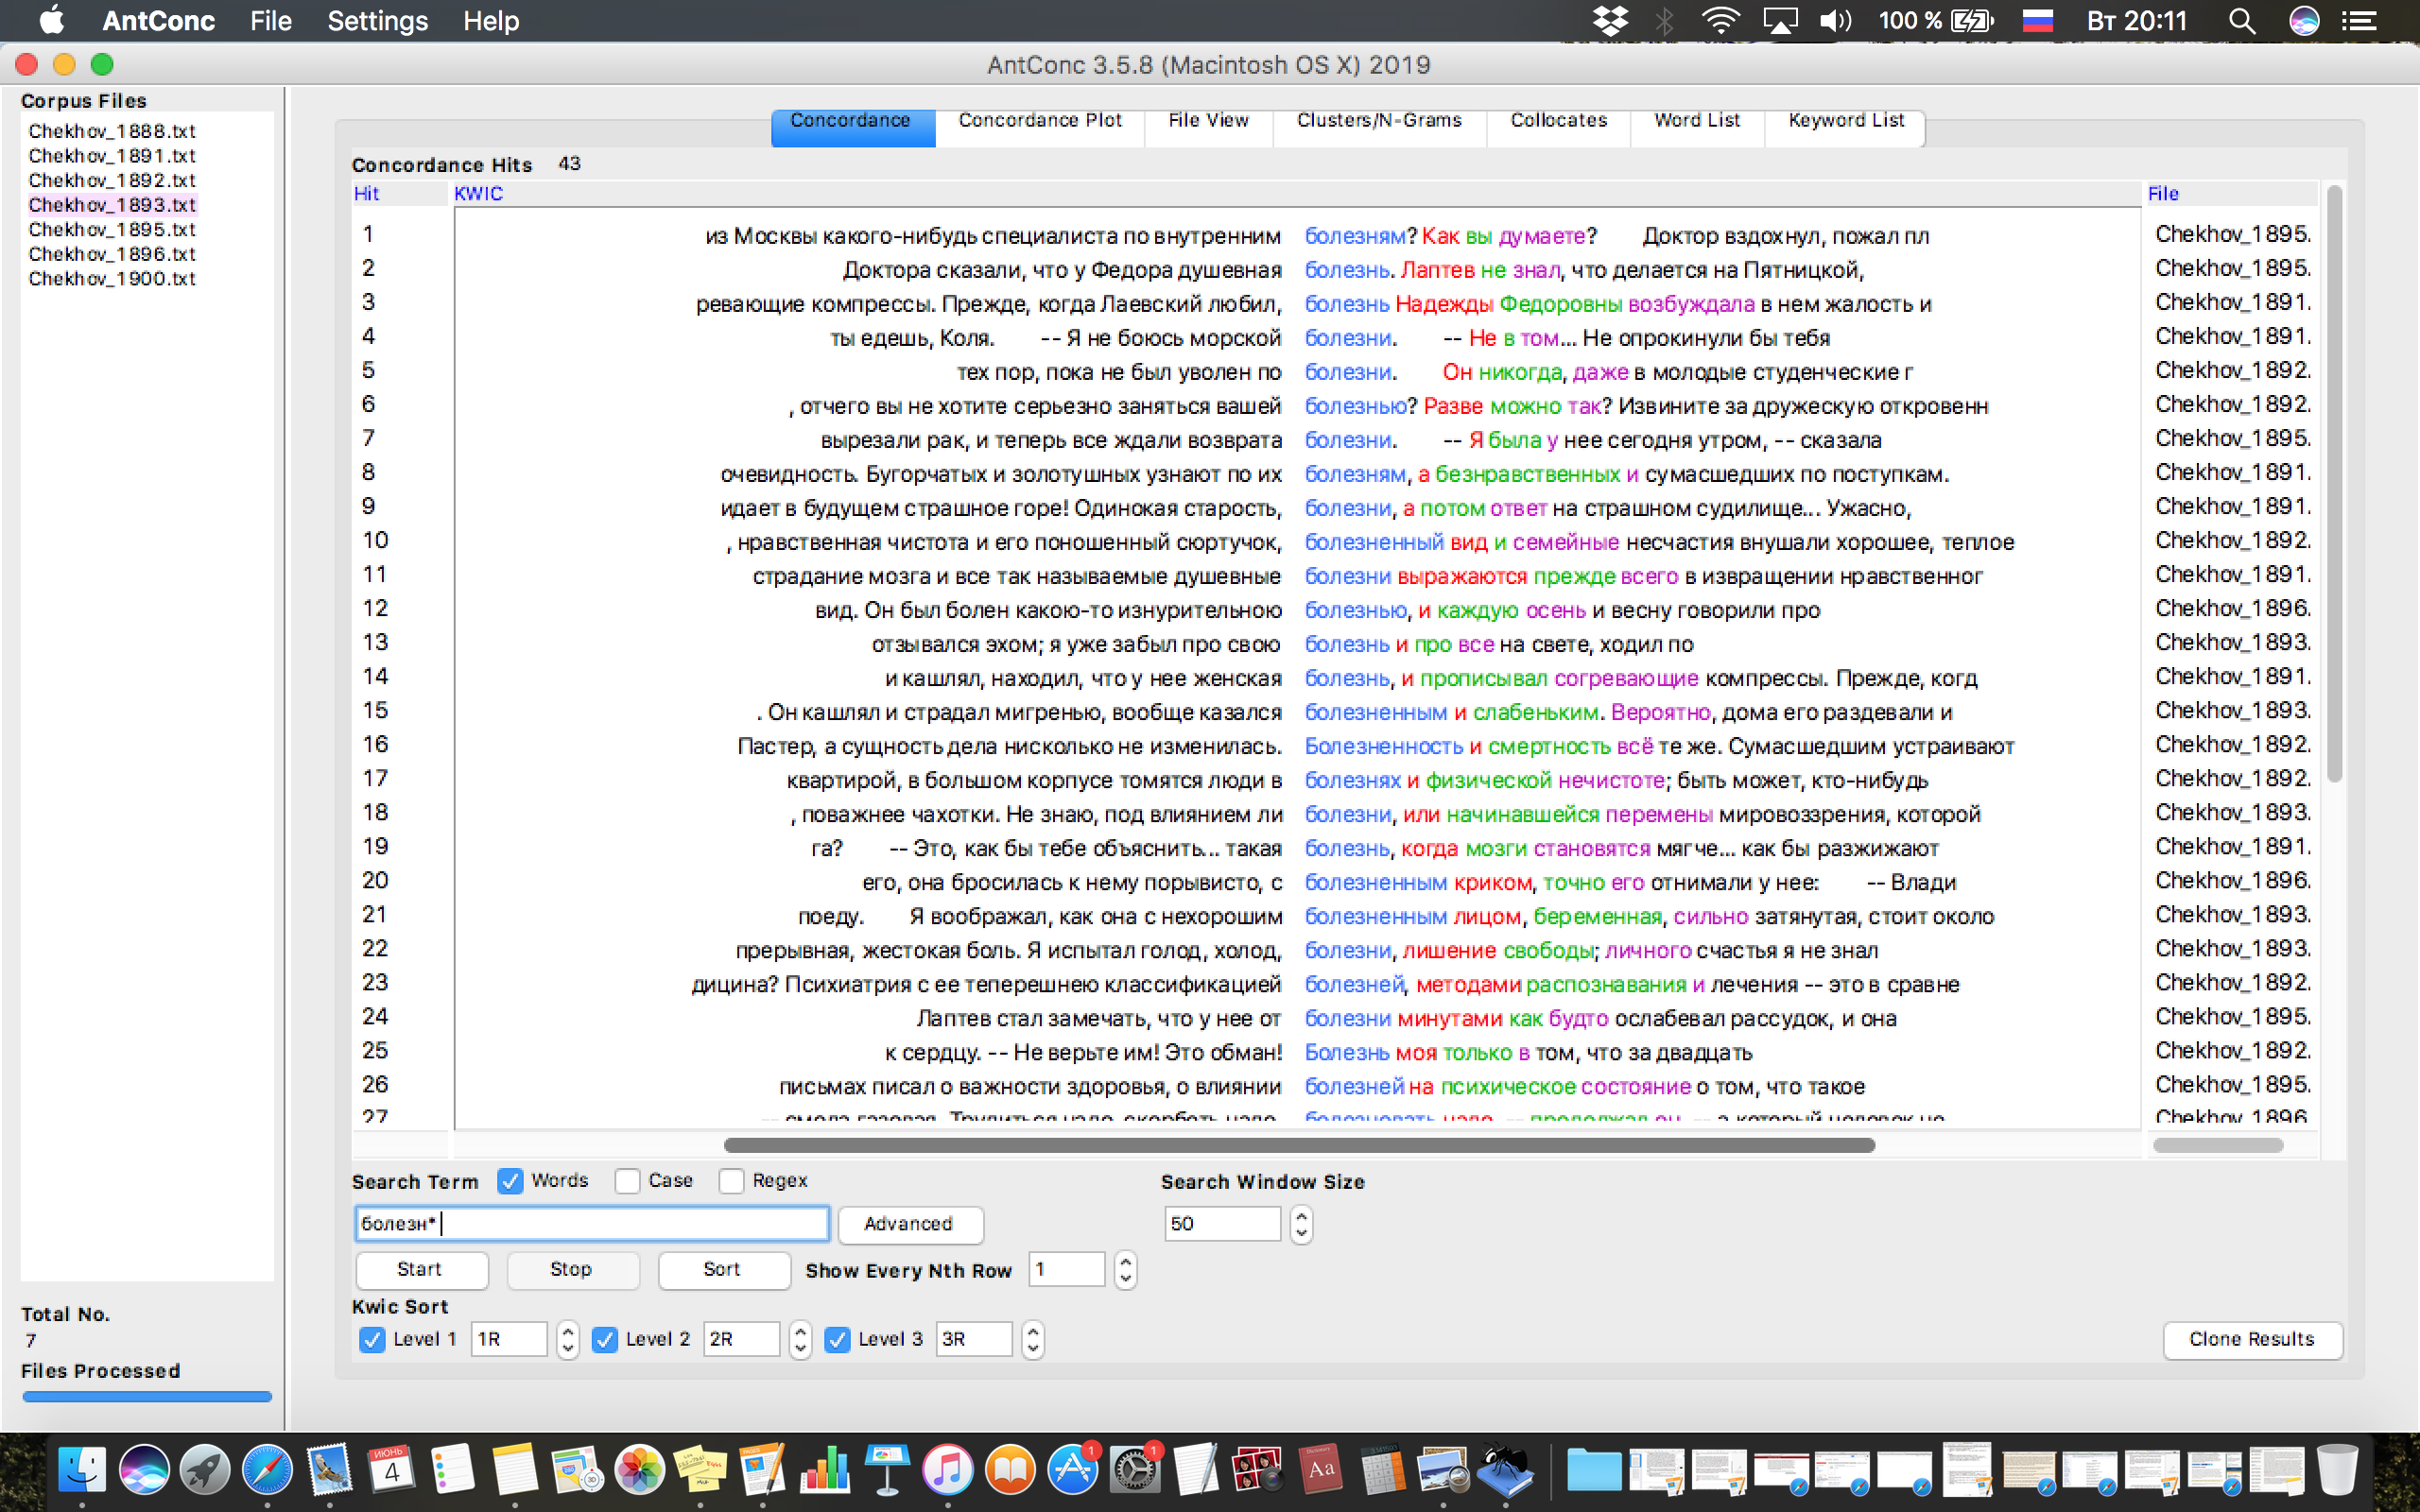 AntConc File Settings Help 100 % Вт 20:11
AntConc 3.5.8 (Macintosh OS X) 2019
Corpus Files
Chekhov_1888.txt
Chekhov_1891.txt
Chekhov_1892.txt
Chekhov_1893.txt
Chekhov_1895.txt
Chekhov_1896.txt
Chekhov_1900.txt
Concordance Concordance Plot File View Clusters/N-Grams Collocates Word List Keyword List
Concordance Hits 43
Hit KWIC File
1 из Москвы какого-нибудь специалиста по внутренним болезням? Как вы думаете? Доктор вздохнул, пожал пл Chekhov_1895.
2 Доктора сказали, что у Федора душевная болезнь. Лаптев не знал, что делается на Пятницкой, Chekhov_1895.
3 ревающие компрессы. Прежде, когда Лаевский любил, болезнь Надежды Федоровны возбуждала в нем жалость и Chekhov_1891.
4 ты едешь, Коля. -- Я не боюсь морской болезни. -- Не в том... Не опрокинули бы тебя Chekhov_1891.
5 тех пор, пока не был уволен по болезни. Он никогда, даже в молодые студенческие г Chekhov_1892.
6 , отчего вы не хотите серьезно заняться вашей болезнью? Разве можно так? Извините за дружескую откровенн Chekhov_1892.
7 вырезали рак, и теперь все ждали возврата болезни. -- Я была у нее сегодня утром, -- сказала Chekhov_1895.
8 очевидность. Бугорчатых и золотушных узнают по их болезням, а безнравственных и сумасшедших по поступкам. Chekhov_1891.
9 идает в будущем страшное горе! Одинокая старость, болезни, а потом ответ на страшном судилище... Ужасно, Chekhov_1891.
10 , нравственная чистота и его поношенный сюртучок, болезненный вид и семейные несчастия внушали хорошее, теплое Chekhov_1892.
11 страдание мозга и все так называемые душевные болезни выражаются прежде всего в извращении нравственног Chekhov_1891.
12 вид. Он был болен какою-то изнурительною болезнью, и каждую осень и весну говорили про Chekhov_1896.
13 отзывался эхом; я уже забыл про свою болезнь и про все на свете, ходил по Chekhov_1893.
14 и кашлял, находил, что у нее женская болезнь, и прописывал согревающие компрессы. Прежде, когд Chekhov_1891.
15 . Он кашлял и страдал мигренью, вообще казался болезненным и слабеньким. Вероятно, дома его раздевали и Chekhov_1893.
16 Пастер, а сущность дела нисколько не изменилась. Болезненность и смертность всё те же. Сумасшедшим устраивают Chekhov_1892.
17 квартирой, в большом корпусе томятся люди в болезнях и физической нечистоте; быть может, кто-нибудь Chekhov_1892.
18 , поважнее чахотки. Не знаю, под влиянием ли болезни, или начинавшейся перемены мировоззрения, которой Chekhov_1893.
19 га? -- Это, как бы тебе объяснить... такая болезнь, когда мозги становятся мягче... как бы разжижают Chekhov_1891.
20 его, она бросилась к нему порывисто, с болезненным криком, точно его отнимали у нее: -- Влади Chekhov_1896.
21 поеду. Я воображал, как она с нехорошим болезненным лицом, беременная, сильно затянутая, стоит около Chekhov_1893.
22 прерывная, жестокая боль. Я испытал голод, холод, болезни, лишение свободы; личного счастья я не знал Chekhov_1893.
23 дицина? Психиатрия с ее теперешнею классификацией болезней, методами распознавания и лечения -- это в сравне Chekhov_1892.
24 Лаптев стал замечать, что у нее от болезни минутами как будто ослабевал рассудок, и она Chekhov_1895.
25 к сердцу. -- Не верьте им! Это обман! Болезнь моя только в том, что за двадцать Chekhov_1892.
26 письмах писал о важности здоровья, о влиянии болезней на психическое состояние о том, что такое Chekhov_1895.
27 -- смола газовая. Трудиться надо, скорбеть надо, болезновать надо, -- продолжал он, -- а который человек не Chekhov_1896.
Search Term Words Case Regex Search Window Size
болезн* Advanced 50
Start Stop Sort Show Every Nth Row 1
Kwic Sort
Level 1 1R Level 2 2R Level 3 3R Clone Results
Total No.
7
Files Processed
ИЮНЬ
4
1
1
Aa